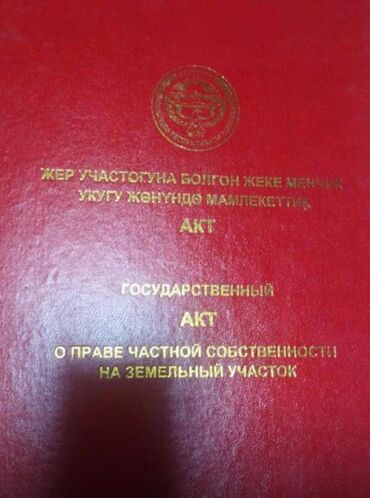 ЖЕР УЧАСТОГУНА БОЛГОН ЖЕКЕ МЕНЧИК
УКУГУ ЖӨНҮНДӨ МАМЛЕКЕТТИК
АКТ
ГОСУДАРСТВЕННЫЙ
АКТ
О ПРАВЕ ЧАСТНОЙ СОБСТВЕННОСТИ
НА ЗЕМЕЛЬНЫЙ УЧАСТОК